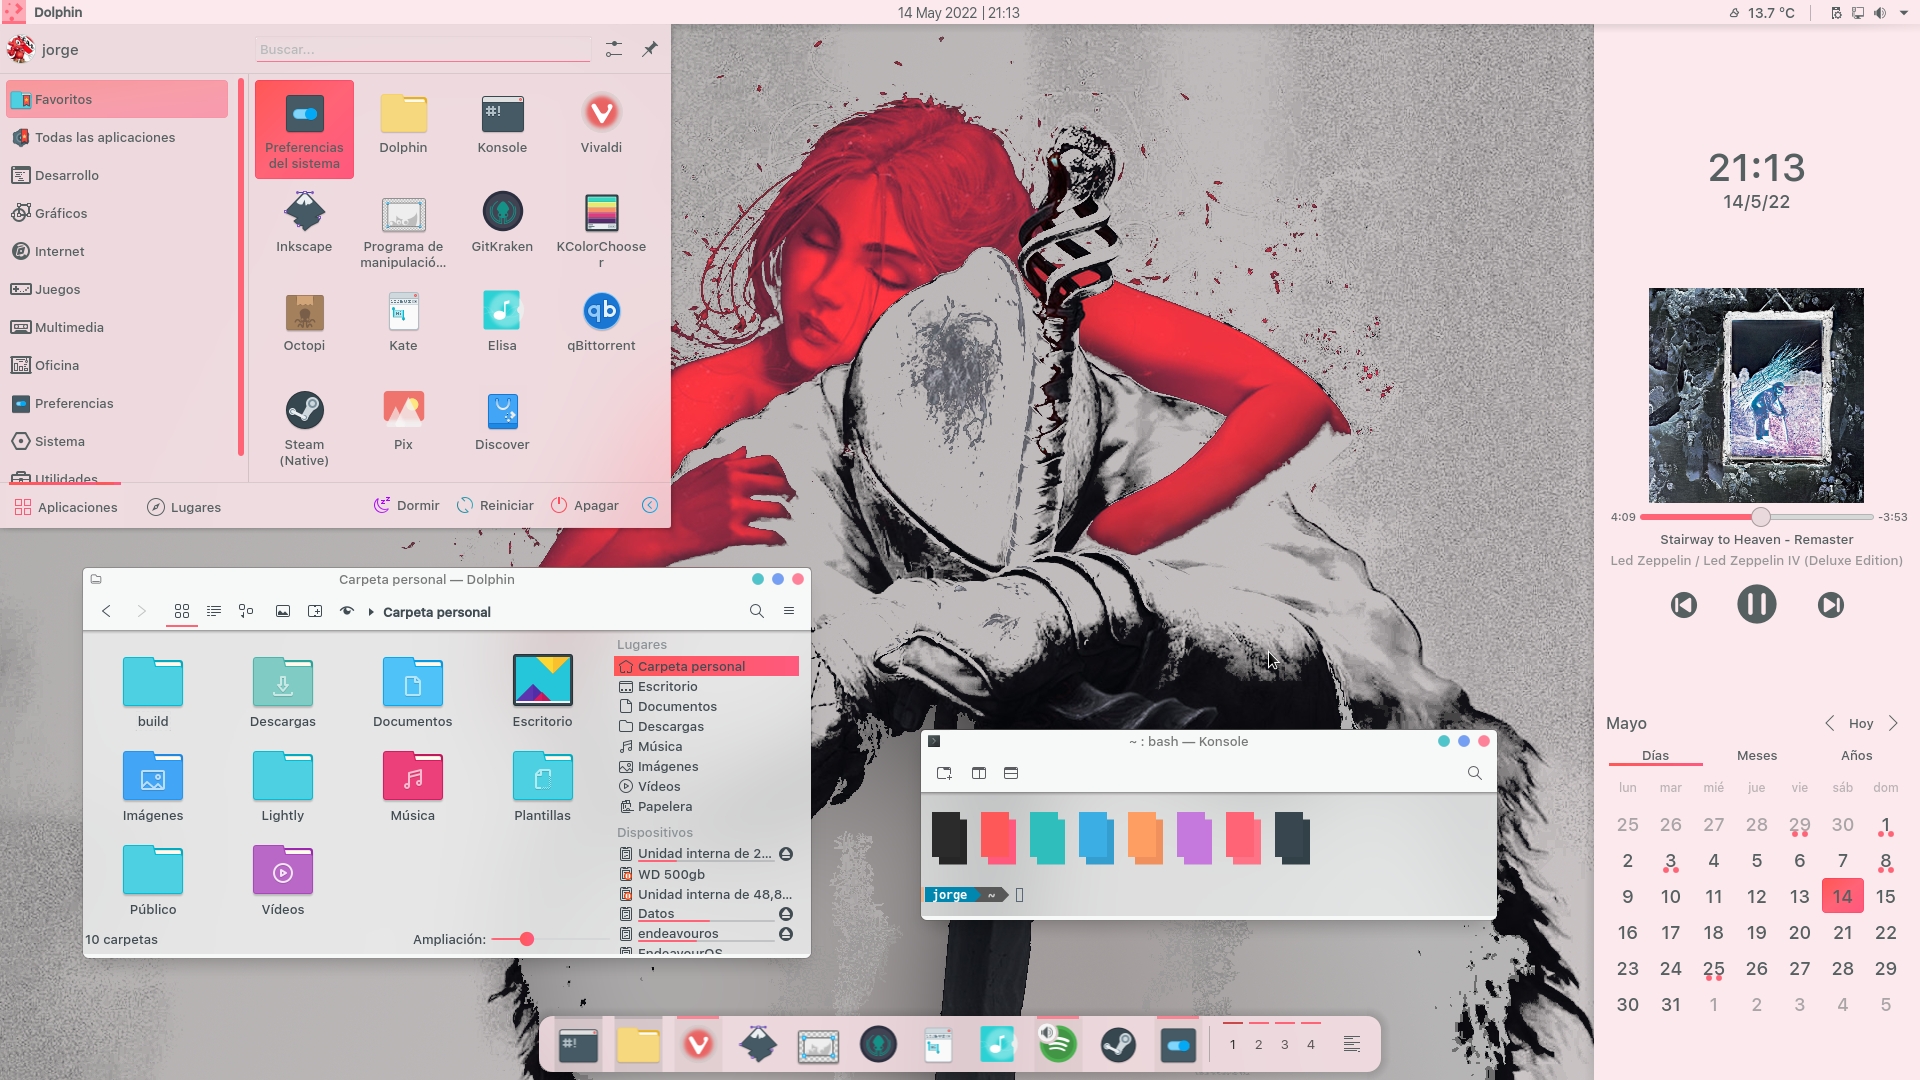 Dolphin
14 May 2022 | 21:13
13.7 °C
jorge
Buscar...
Favoritos
Todas las aplicaciones
Desarrollo
Gráficos
Internet
Juegos
Multimedia
Oficina
Preferencias
Sistema
Utilidades
Preferencias
del sistema
Dolphin
#!
Konsole
Vivaldi
Inkscape
Programa de
manipulació...
GitKraken
KColorChoose
r
Octopi
Kate
Elisa
qb
qBittorrent
Steam
(Native)
Pix
Discover
Aplicaciones
Lugares
Dormir
Reiniciar
Apagar
Carpeta personal — Dolphin
Carpeta personal
build
Descargas
Documentos
Escritorio
Imágenes
Lightly
Música
Plantillas
Público
Vídeos
10 carpetas
Ampliación:
Lugares
Carpeta personal
Escritorio
Documentos
Descargas
Música
Imágenes
Vídeos
Papelera
Dispositivos
Unidad interna de 2...
WD 500gb
Unidad interna de 48,8...
Datos
endeavouros
EndeavourOS
~ : bash — Konsole
jorge ~
21:13
14/5/22
4:09
-3:53
Stairway to Heaven - Remaster
Led Zeppelin / Led Zeppelin IV (Deluxe Edition)
Mayo
Hoy
Días Meses Años
lun mar mié jue vie sáb dom
25 26 27 28 29 30 1
2 3 4 5 6 7 8
9 10 11 12 13 14 15
16 17 18 19 20 21 22
23 24 25 26 27 28 29
30 31 1 2 3 4 5
#!
1 2 3 4